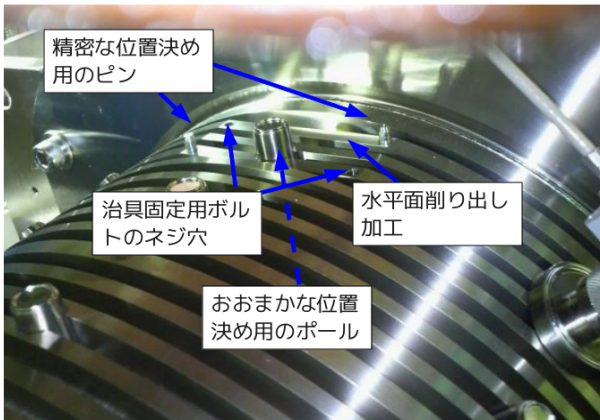 精密な位置決め
用のピン
治具固定用ボル
トのネジ穴
水平面削り出し
加工
おおまかな位置
決め用のポール